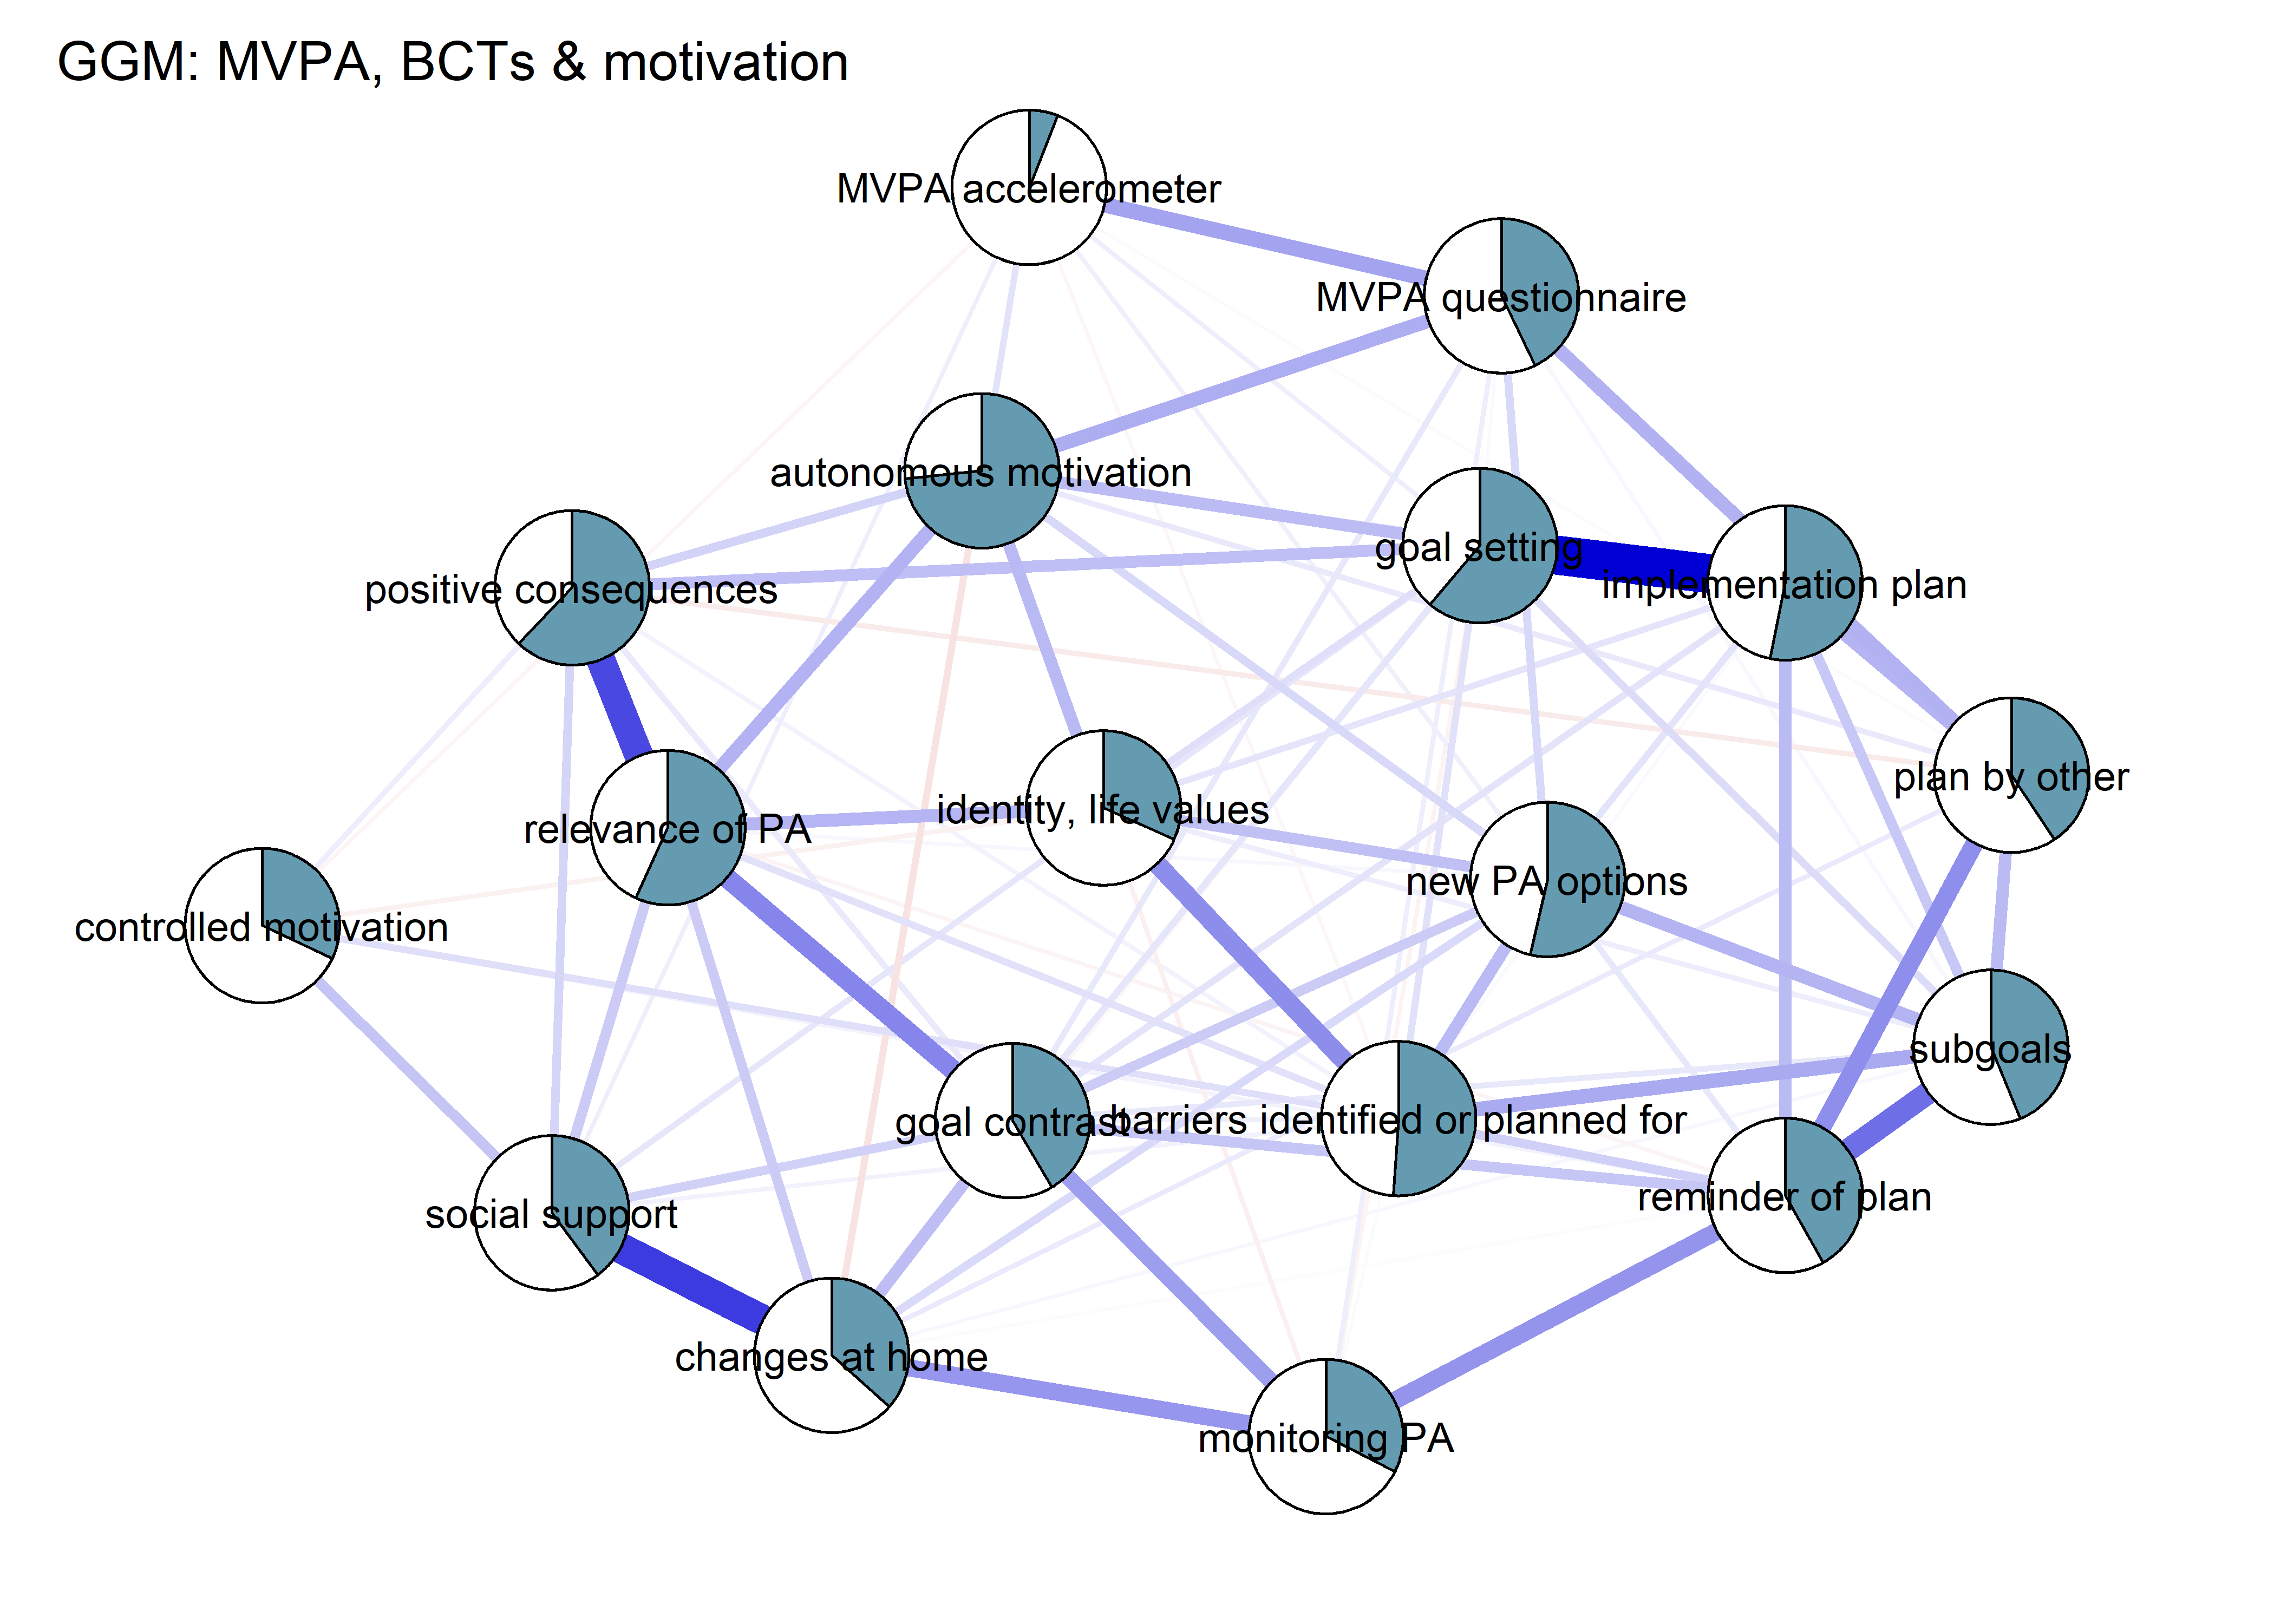 GGM: MVPA, BCTs & motivation
MVPA accelerometer
MVPA questionnaire
autonomous motivation
goal setting
implementation plan
positive consequences
plan by other
relevance of PA
identity, life values
new PA options
controlled motivation
subgoals
goal contrast
barriers identified or planned for
reminder of plan
social support
changes at home
monitoring PA